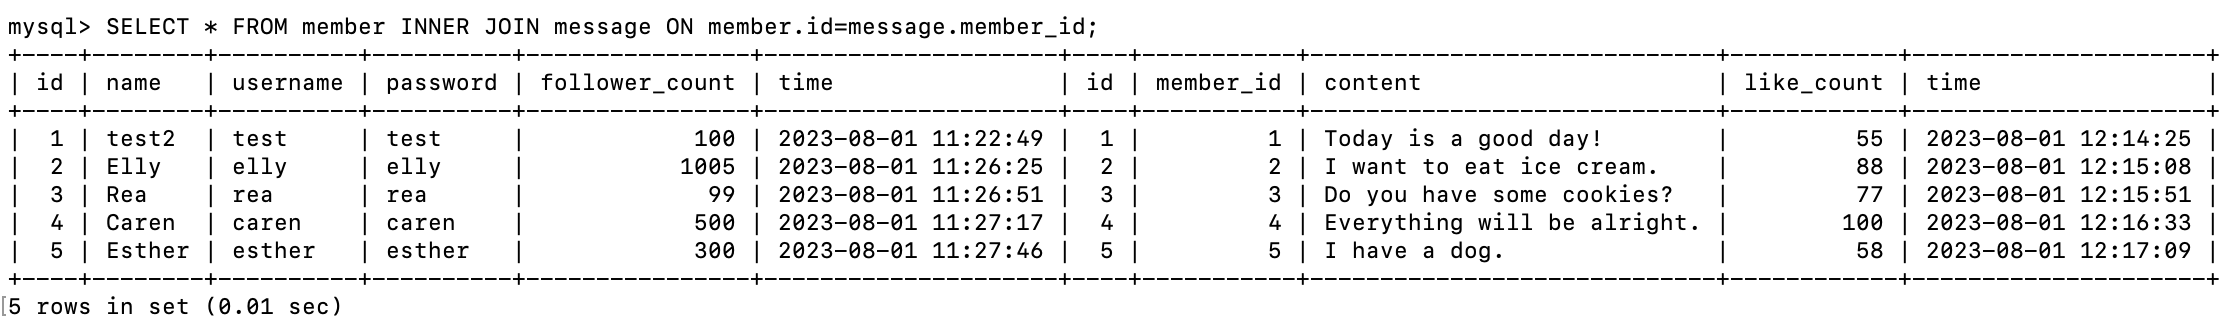 mysql> SELECT * FROM member INNER JOIN message ON member.id=message.member_id;
+----+--------+----------+----------+----------------+---------------------+----+-----------+-----------------------------+------------+---------------------+
| id | name   | username | password | follower_count | time                | id | member_id | content                     | like_count | time                |
+----+--------+----------+----------+----------------+---------------------+----+-----------+-----------------------------+------------+---------------------+
|  1 | test2  | test     | test     |            100 | 2023-08-01 11:22:49 |  1 |         1 | Today is a good day!        |         55 | 2023-08-01 12:14:25 |
|  2 | Elly   | elly     | elly     |           1005 | 2023-08-01 11:26:25 |  2 |         2 | I want to eat ice cream.    |         88 | 2023-08-01 12:15:08 |
|  3 | Rea    | rea      | rea      |             99 | 2023-08-01 11:26:51 |  3 |         3 | Do you have some cookies?   |         77 | 2023-08-01 12:15:51 |
|  4 | Caren  | caren    | caren    |            500 | 2023-08-01 11:27:17 |  4 |         4 | Everything will be alright. |        100 | 2023-08-01 12:16:33 |
|  5 | Esther | esther   | esther   |            300 | 2023-08-01 11:27:46 |  5 |         5 | I have a dog.               |         58 | 2023-08-01 12:17:09 |
+----+--------+----------+----------+----------------+---------------------+----+-----------+-----------------------------+------------+---------------------+
[5 rows in set (0.01 sec)